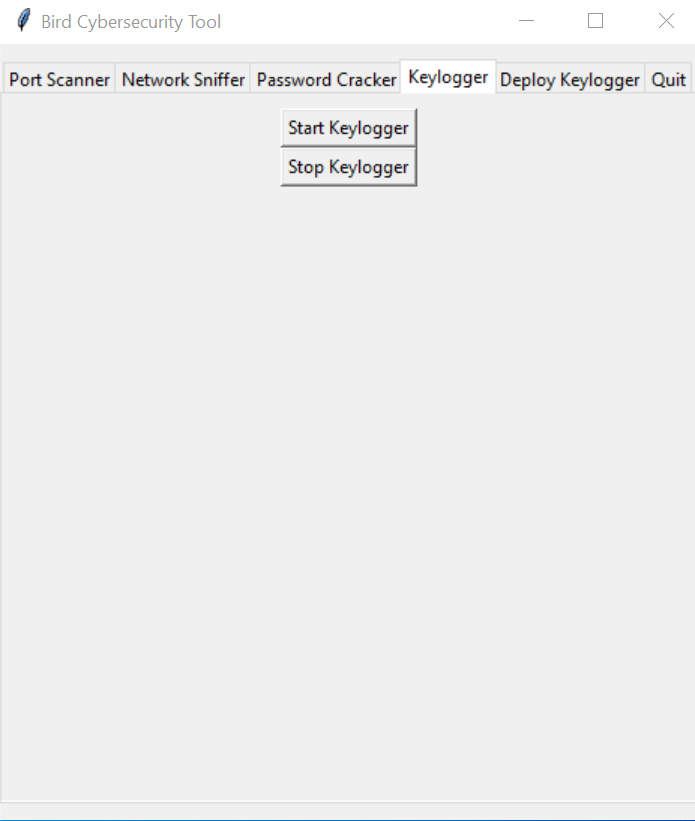 Bird Cybersecurity Tool
Port Scanner Network Sniffer Password Cracker Keylogger Deploy Keylogger Quit
Start Keylogger
Stop Keylogger